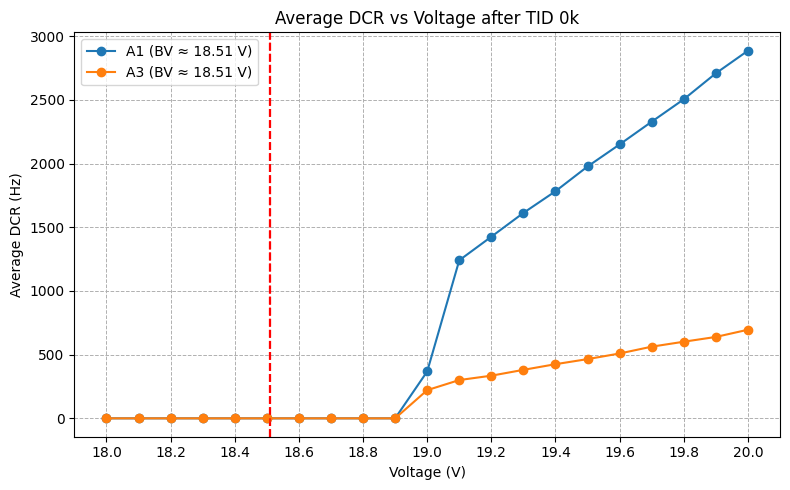 Average DCR vs Voltage after TID 0k
A1 (BV ≈ 18.51 V)
A3 (BV ≈ 18.51 V)
Average DCR (Hz)
3000
2500
2000
1500
1000
500
0
18.0 18.2 18.4 18.6 18.8 19.0 19.2 19.4 19.6 19.8 20.0
Voltage (V)